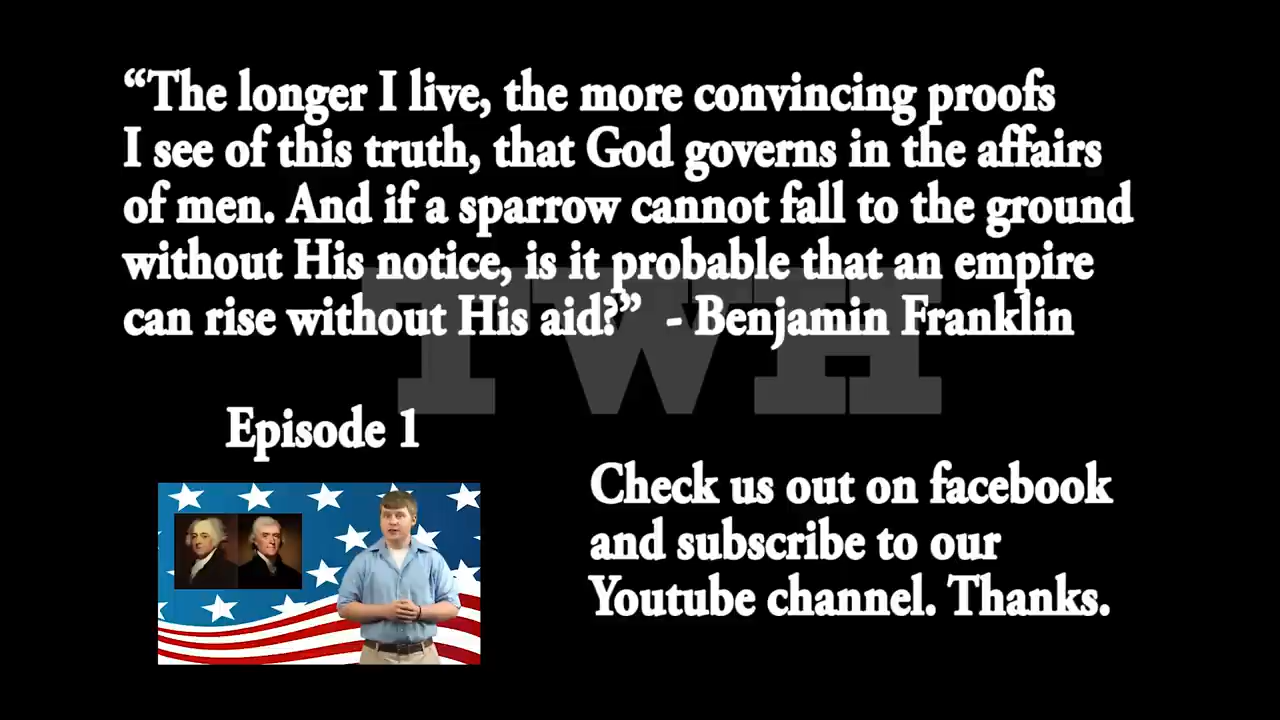 “The longer I live, the more convincing proofs
I see of this truth, that God governs in the affairs
of men. And if a sparrow cannot fall to the ground
without His notice, is it probable that an empire
can rise without His aid?” - Benjamin Franklin
TWH
Episode 1
Check us out on facebook
and subscribe to our
Youtube channel. Thanks.